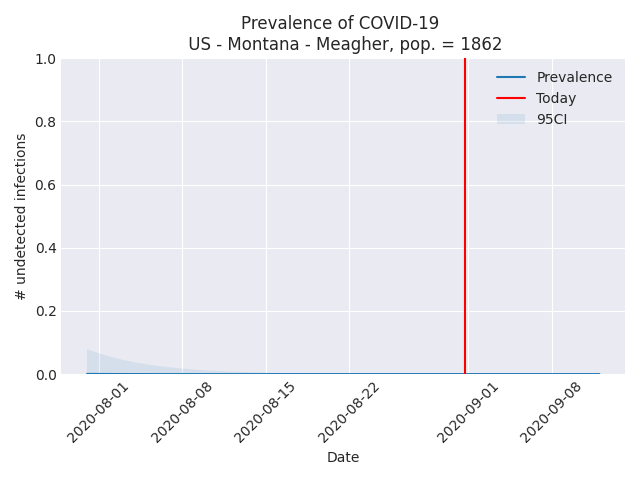 Prevalence of COVID-19
US - Montana - Meagher, pop. = 1862
1.0
0.8
0.6
0.4
0.2
0.0
# undetected infections
Prevalence
Today
95CI
2020-08-01
2020-08-08
2020-08-15
2020-08-22
2020-09-01
2020-09-08
Date